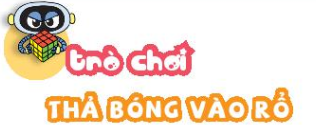 trò chơi
THẢ BÓNG VÀO RỔ